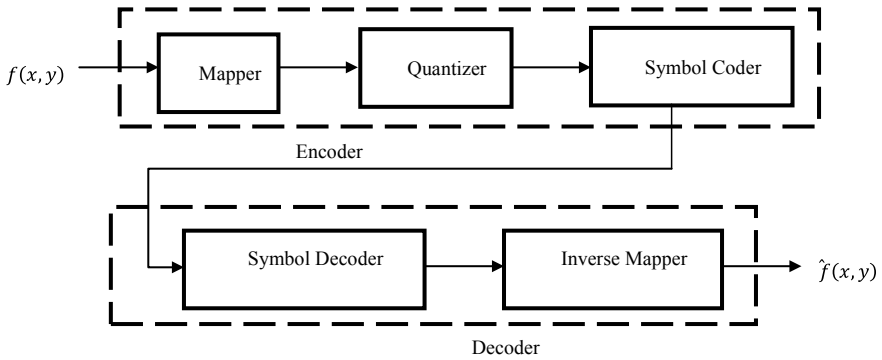 f(x, y)
Mapper
Quantizer
Symbol Coder
Encoder
Symbol Decoder
Inverse Mapper
f̂(x, y)
Decoder